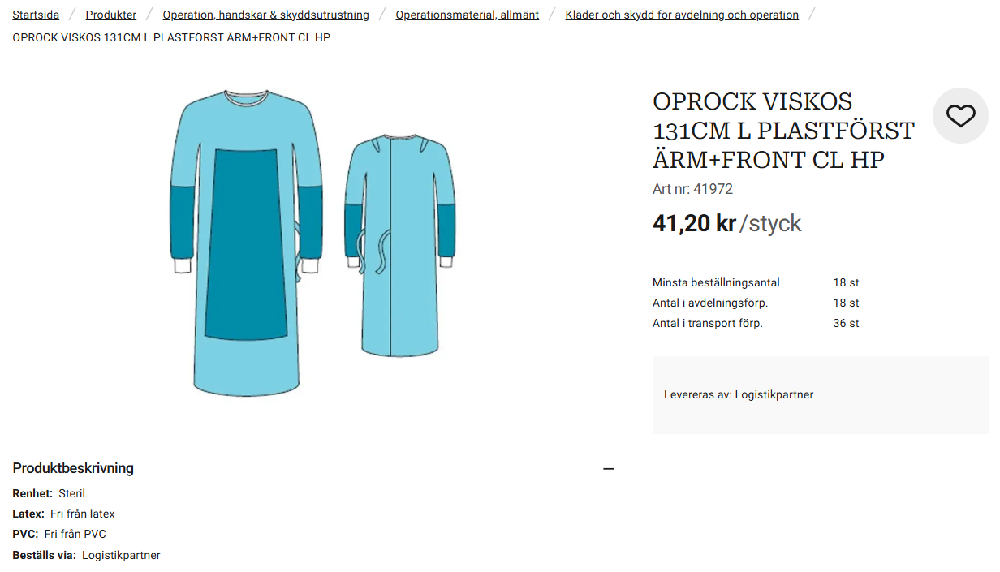 Startsida / Produkter / Operation, handskar & skyddsutrustning / Operationsmaterial, allmänt / Kläder och skydd för avdelning och operation /
OPROCK VISKOS 131CM L PLASTFÖRST ÄRM+FRONT CL HP
OPROCK VISKOS
131CM L PLASTFÖRST
ÄRM+FRONT CL HP
Art nr: 41972
41,20 kr/styck
Minsta beställningsantal 18 st
Antal i avdelningsförp. 18 st
Antal i transport förp. 36 st
Levereras av: Logistikpartner
Produktbeskrivning
Renhet: Steril
Latex: Fri från latex
PVC: Fri från PVC
Beställs via: Logistikpartner